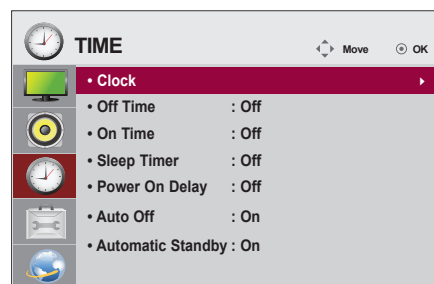 TIME
Move
OK
• Clock
• Off Time : Off
• On Time : Off
• Sleep Timer : Off
• Power On Delay : Off
• Auto Off : On
• Automatic Standby : On